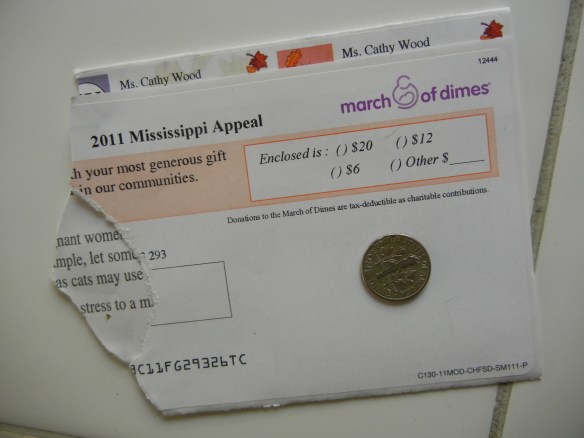 Ms. Cathy Wood
Ms. Cathy Wood
12444
march of dimes®
2011 Mississippi Appeal
h your most generous gift
in our communities.
Enclosed is : ( ) $20 ( ) $12
( ) $6 ( ) Other $_____
Donations to the March of Dimes are tax-deductible as charitable contributions.
nant wome
mple, let some 293
as cats may use
stress to a m
3C11FG29326TC
C130-11MOD-CHFSD-SM111-P